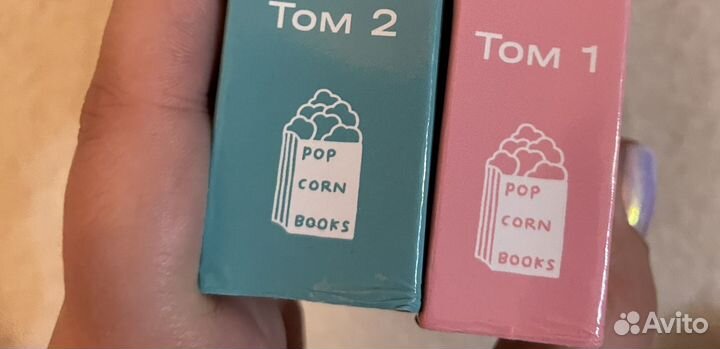 Том 2
POP
CORN
BOOKS
Том 1
POP
CORN
BOOKS
Avito